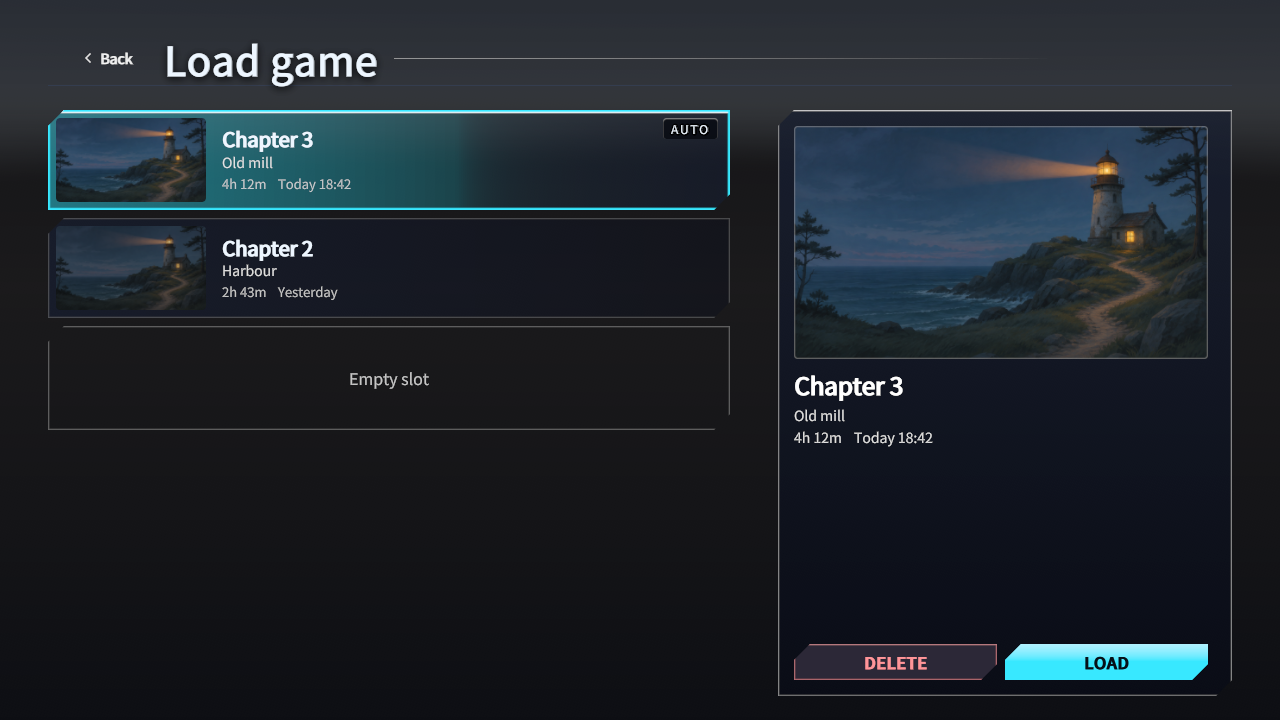 Back
Load game
Chapter 3
AUTO
Old mill
4h 12m Today 18:42
Chapter 2
Harbour
2h 43m Yesterday
Empty slot
Chapter 3
Old mill
4h 12m Today 18:42
DELETE
LOAD